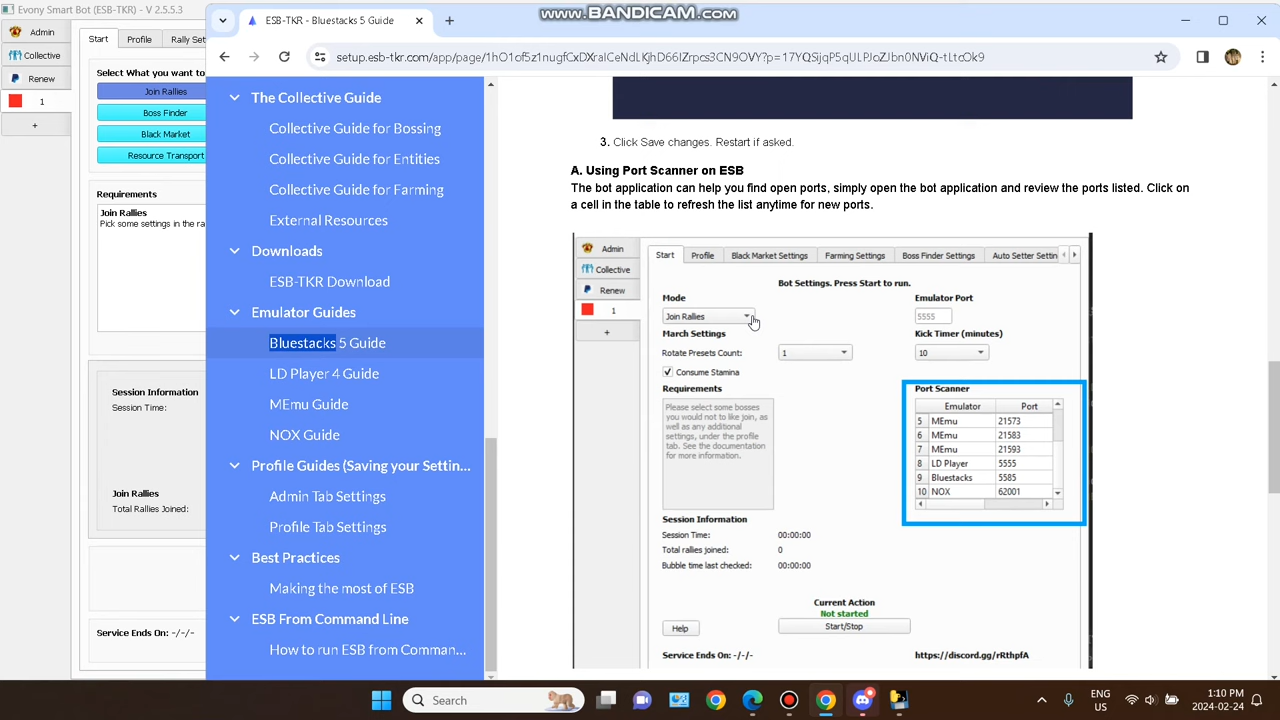 Evony Smart Bot (ESB-TKR) - V 2.5.5.3
Admin
Collective
Renew
1
+
Start
Profile
Rally Set
Select What you want to
Join Rallies
Boss Finder
Black Market
Resource Transport
Requirements
Join Rallies
Pick some settings in the ra
Session Information
Session Time:
Join Rallies
Total Rallies Joined:
Service Ends On: -/-/-
ESB-TKR - Bluestacks 5 Guide
www.BANDICAM.com
The Collective Guide
Collective Guide for Bossing
Collective Guide for Entities
Collective Guide for Farming
External Resources
Downloads
ESB-TKR Download
Emulator Guides
Bluestacks 5 Guide
LD Player 4 Guide
MEmu Guide
NOX Guide
Profile Guides (Saving your Settin...
Admin Tab Settings
Profile Tab Settings
Best Practices
Making the most of ESB
ESB From Command Line
How to run ESB from Comman...
3. Click Save changes. Restart if asked.
A. Using Port Scanner on ESB
The bot application can help you find open ports, simply open the bot application and review the ports listed. Click on
a cell in the table to refresh the list anytime for new ports.
Admin
Collective
Renew
1
+
Start Profile Black Market Settings Farming Settings Boss Finder Settings Auto Setter Settin
Bot Settings. Press Start to run.
Mode
Join Rallies
Emulator Port
5555
March Settings
Kick Timer (minutes)
Rotate Presets Count: 1
10
Consume Stamina
Requirements
Please select some bosses
you would not to like join, as
well as any additional
settings, under the profile
tab. See the documentation
for more information.
Port Scanner
Emulator Port
5 MEmu 21573
6 MEmu 21583
7 MEmu 21593
8 LD Player 5555
9 Bluestacks 5585
10 NOX 62001
Session Information
Session Time: 00:00:00
Total rallies joined: 0
Bubble time last checked: 00:00:00
Current Action
Not started
Help
Start/Stop
Service Ends On: -/-/-
https://discord.gg/rRthpfA
Search
ENG
US
1:10 PM
2024-02-24